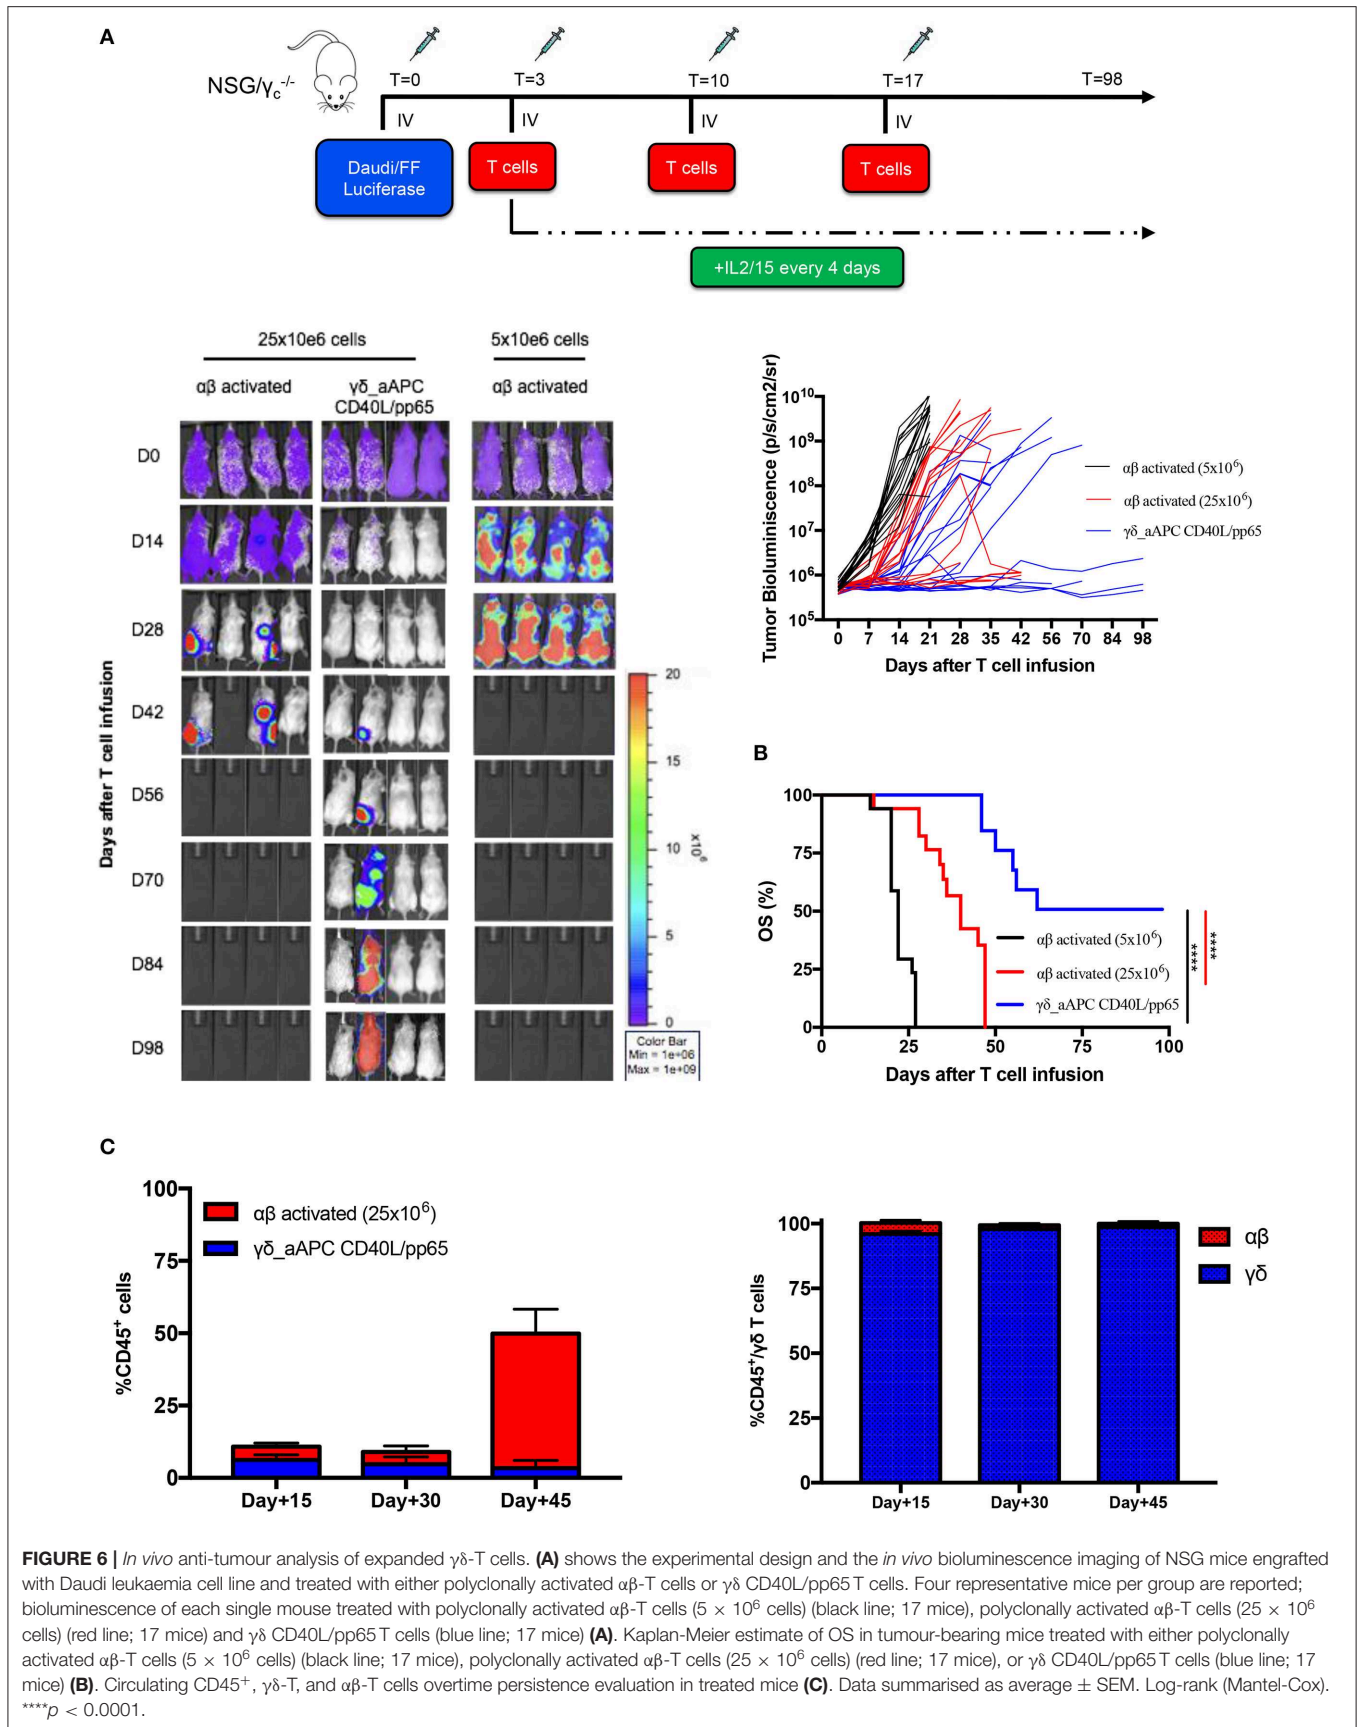 A
NSG/γc-/-
T=0
T=3
T=10
T=17
T=98
IV
IV
IV
IV
Daudi/FF
Luciferase
T cells
T cells
T cells
+IL2/15 every 4 days
25x10e6 cells
5x10e6 cells
αβ activated
γδ_aAPC
CD40L/pp65
αβ activated
Days after T cell infusion
D0
D14
D28
D42
D56
D70
D84
D98
20
15
10
5
0
x10^6
Color Bar
Min = 1e+06
Max = 1e+09
Tumor Bioluminiscence (p/s/cm2/sr)
10^10
10^9
10^8
10^7
10^6
10^5
0 7 14 21 28 35 42 56 70 84 98
Days after T cell infusion
αβ activated (5x10^6)
αβ activated (25x10^6)
γδ_aAPC CD40L/pp65
B
OS (%)
100
75
50
25
0
0 25 50 75 100
Days after T cell infusion
αβ activated (5x10^6)
αβ activated (25x10^6)
γδ_aAPC CD40L/pp65
****
****
C
%CD45+ cells
100
75
50
25
0
Day+15 Day+30 Day+45
αβ activated (25x10^6)
γδ_aAPC CD40L/pp65
%CD45+/γδ T cells
100
75
50
25
0
Day+15 Day+30 Day+45
αβ
γδ
FIGURE 6 | In vivo anti-tumour analysis of expanded γδ-T cells. (A) shows the experimental design and the in vivo bioluminescence imaging of NSG mice engrafted
with Daudi leukaemia cell line and treated with either polyclonally activated αβ-T cells or γδ CD40L/pp65 T cells. Four representative mice per group are reported;
bioluminescence of each single mouse treated with polyclonally activated αβ-T cells (5 × 10^6 cells) (black line; 17 mice), polyclonally activated αβ-T cells (25 × 10^6
cells) (red line; 17 mice) and γδ CD40L/pp65 T cells (blue line; 17 mice) (A). Kaplan-Meier estimate of OS in tumour-bearing mice treated with either polyclonally
activated αβ-T cells (5 × 10^6 cells) (black line; 17 mice), polyclonally activated αβ-T cells (25 × 10^6 cells) (red line; 17 mice), or γδ CD40L/pp65 T cells (blue line; 17
mice) (B). Circulating CD45+, γδ-T, and αβ-T cells overtime persistence evaluation in treated mice (C). Data summarised as average ± SEM. Log-rank (Mantel-Cox).
****p < 0.0001.